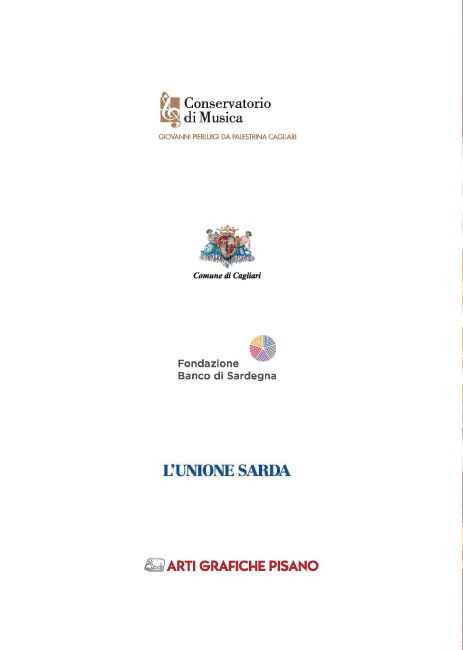 Conservatorio
di Musica
GIOVANNI PIERLUIGI DA PALESTRINA CAGLIARI
Comune di Cagliari
Fondazione
Banco di Sardegna
L'UNIONE SARDA
ARTI GRAFICHE PISANO